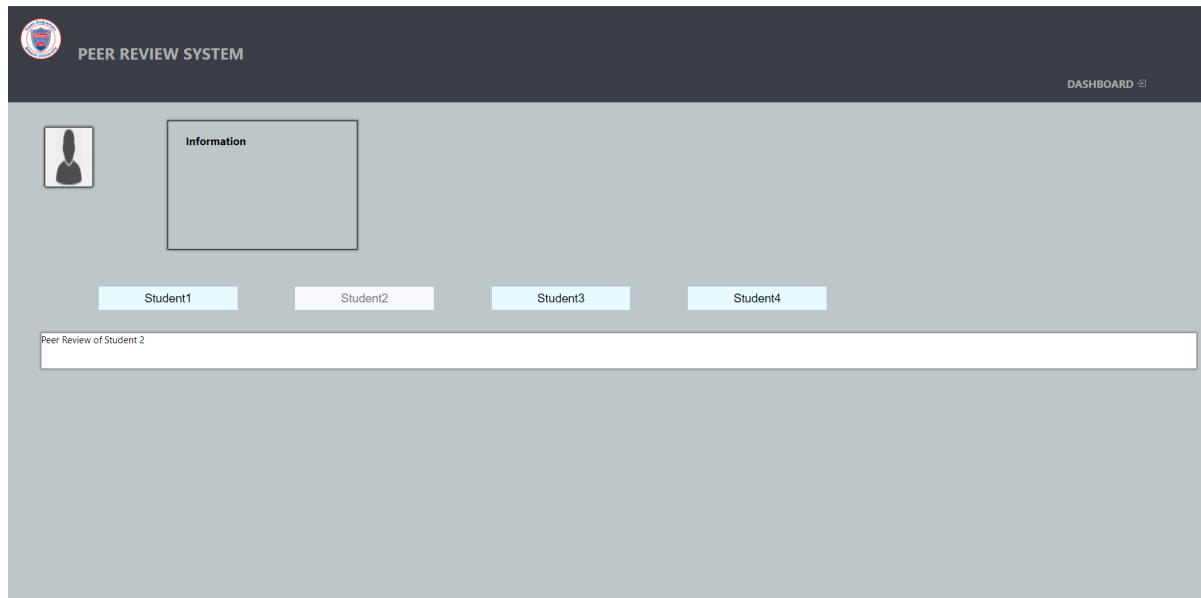 PEER REVIEW SYSTEM
DASHBOARD
Information
Student1 Student2 Student3 Student4
Peer Review of Student 2